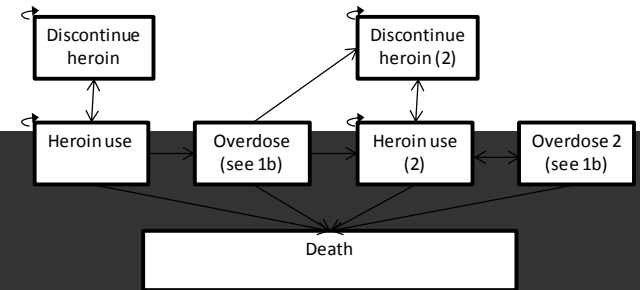 Discontinue
heroin
Discontinue
heroin (2)
Heroin use
Overdose
(see 1b)
Heroin use
(2)
Overdose 2
(see 1b)
Death